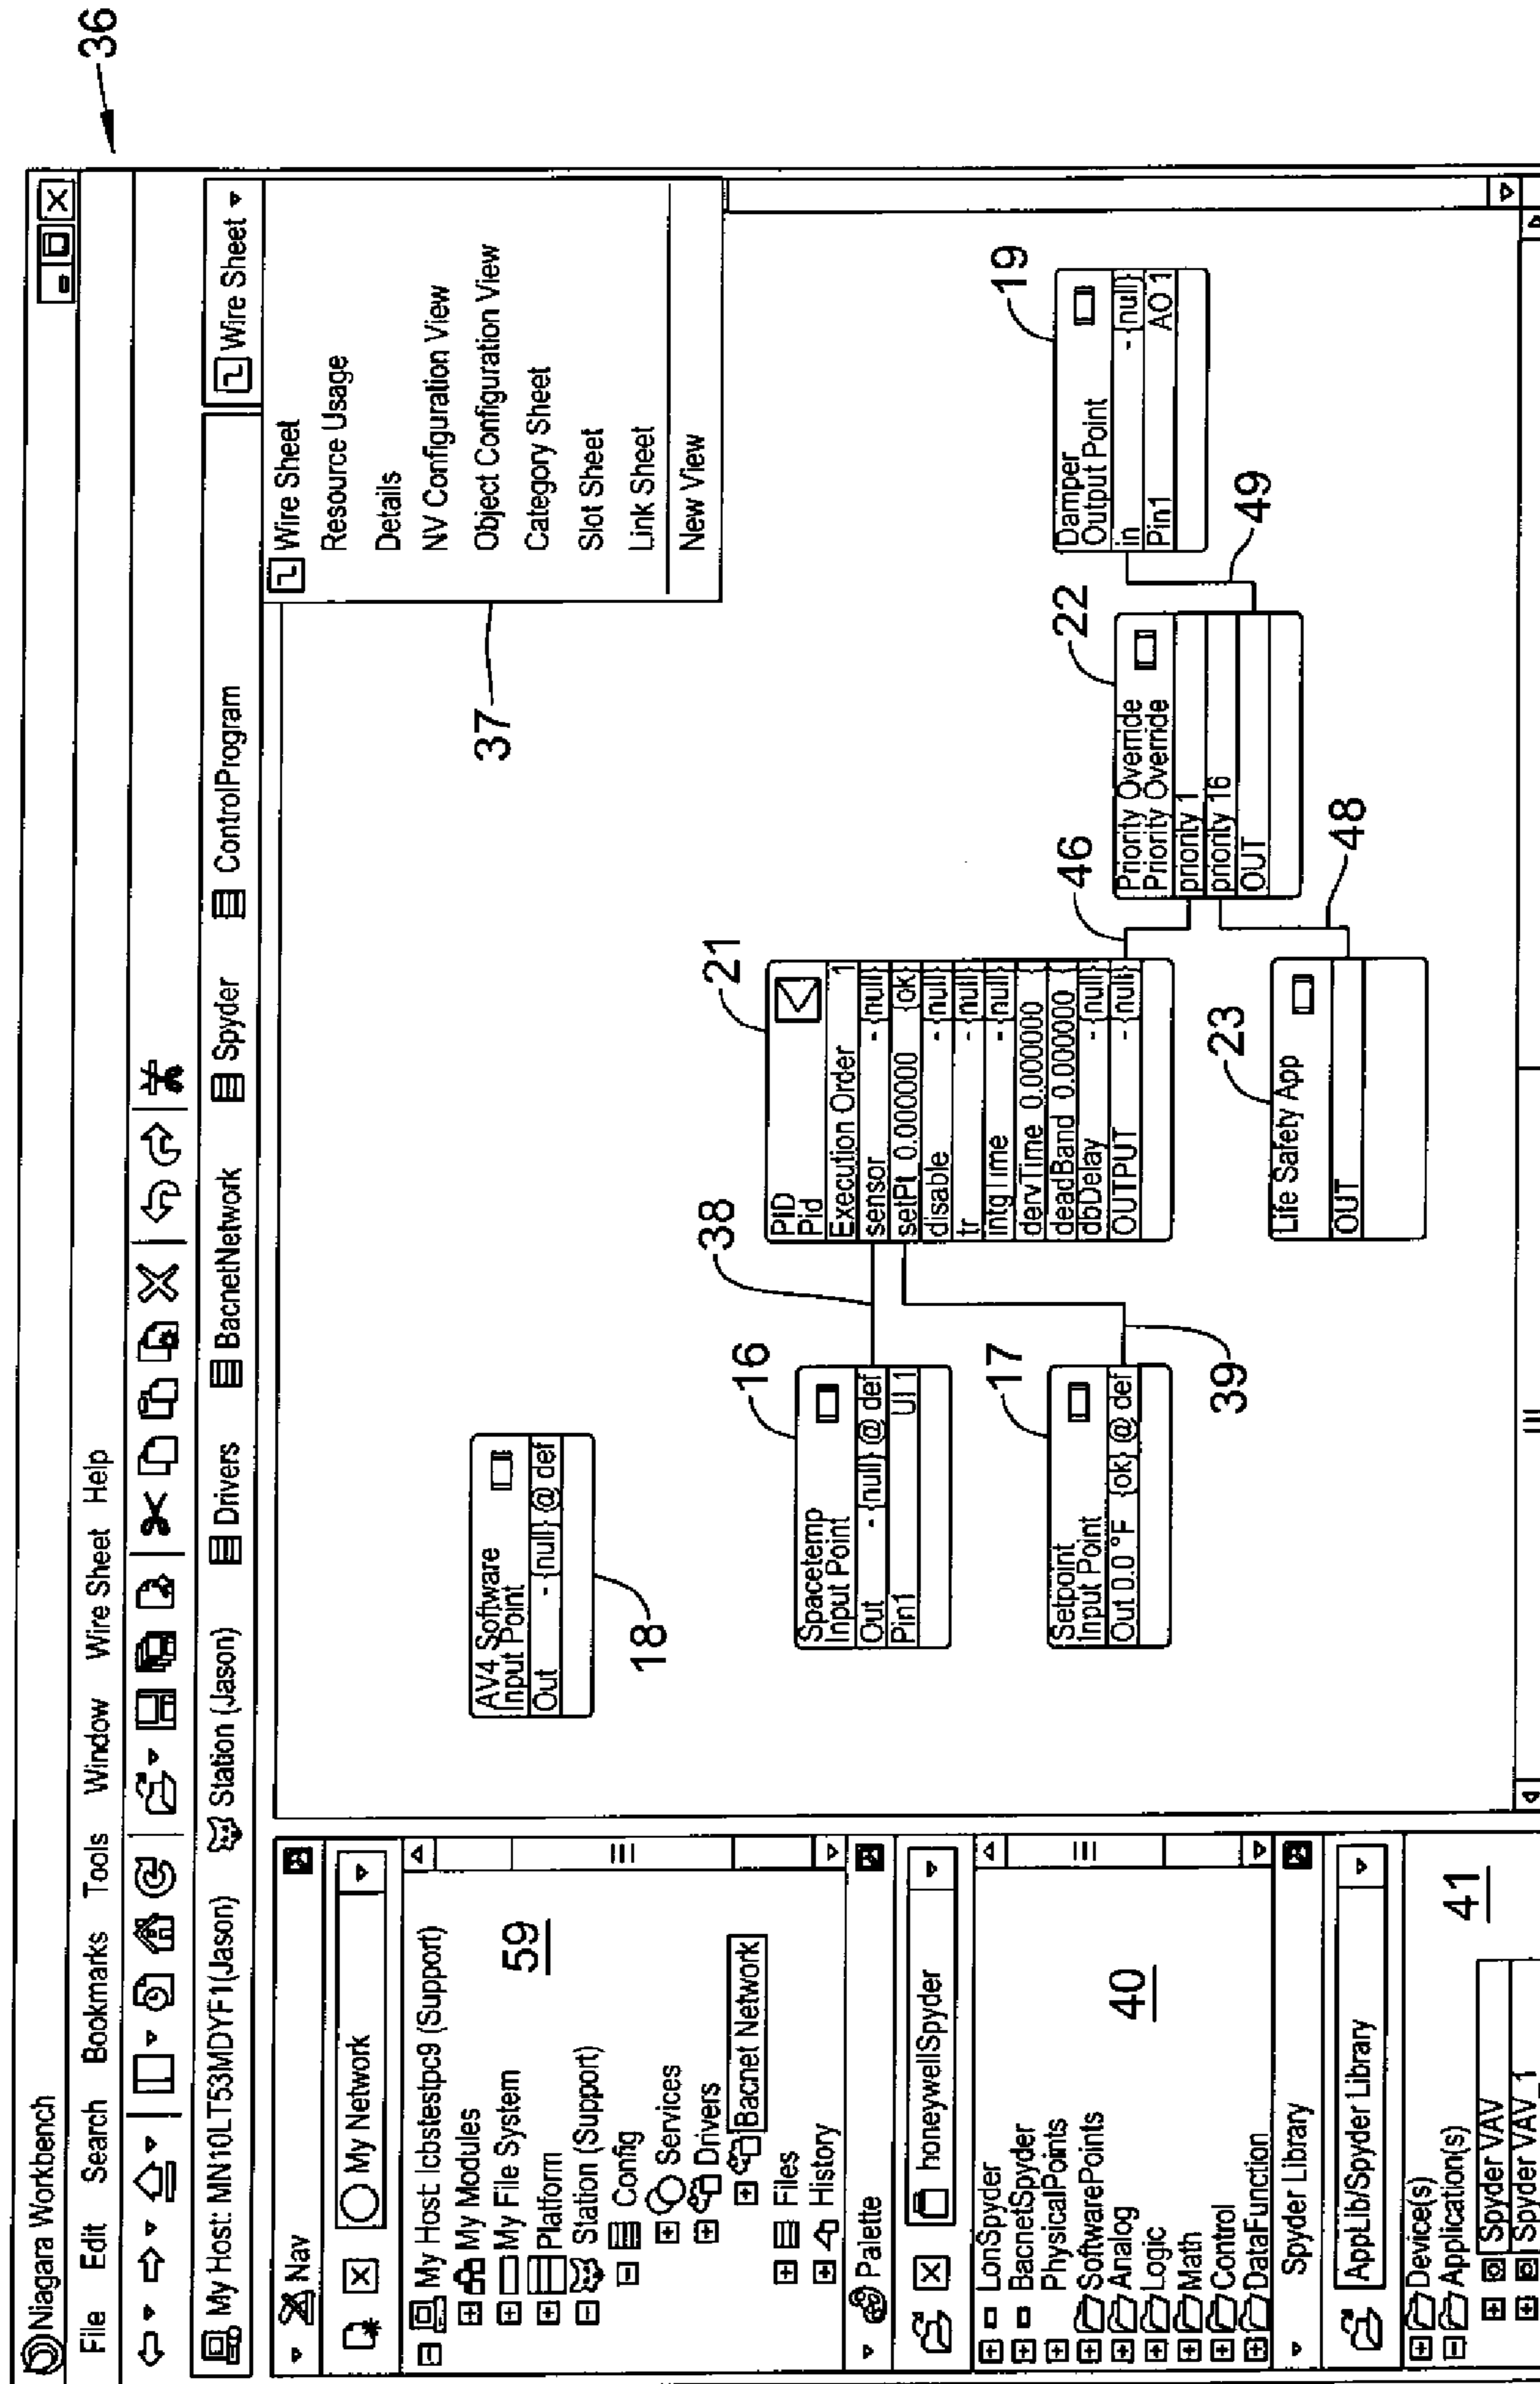 Niagara Workbench
File Edit Search Bookmarks Tools Window Wire Sheet Help
36
My Host: MN10LT53MDYF1(Jason) Station (Jason) Drivers BacnetNetwork Spyder ControlProgram Wire Sheet
Nav
My Network
My Host: Icbstestpc9 (Support)
My Modules
My File System
Platform
Station (Support)
Config
Services
Drivers
Bacnet Network
Files
History
59
Palette
honeywellSpyder
LonSpyder
BacnetSpyder
PhysicalPoints
SoftwarePoints
Analog
Logic
Math
Control
DataFunction
40
Spyder Library
AppLib/Spyder Library
Device(s)
Application(s)
Spyder VAV
Spyder VAV_1
41
Wire Sheet
Resource Usage
Details
NV Configuration View
Object Configuration View
Category Sheet
Slot Sheet
Link Sheet
New View
37
AV4 Software
Input Point
Out - {null} @ def
18
Spacetemp
Input Point
Out - {null} @ def
Pin1 UI 1
16
Setpoint
Input Point
Out 0.0 °F {ok} @ def
17
38
39
PID
Pid
Execution Order 1
sensor - {null}
setPt 0.000000 {ok}
disable - {null}
tr - {null}
intgTime - {null}
dervTime 0.000000
deadBand 0.000000
dbDelay - {null}
OUTPUT - {null}
21
Life Safety App
OUT
23
46
48
Priority Override
Priority Override
priority 1
priority 16
OUT
22
49
Damper
Output Point
in - {null}
Pin1 AO 1
19